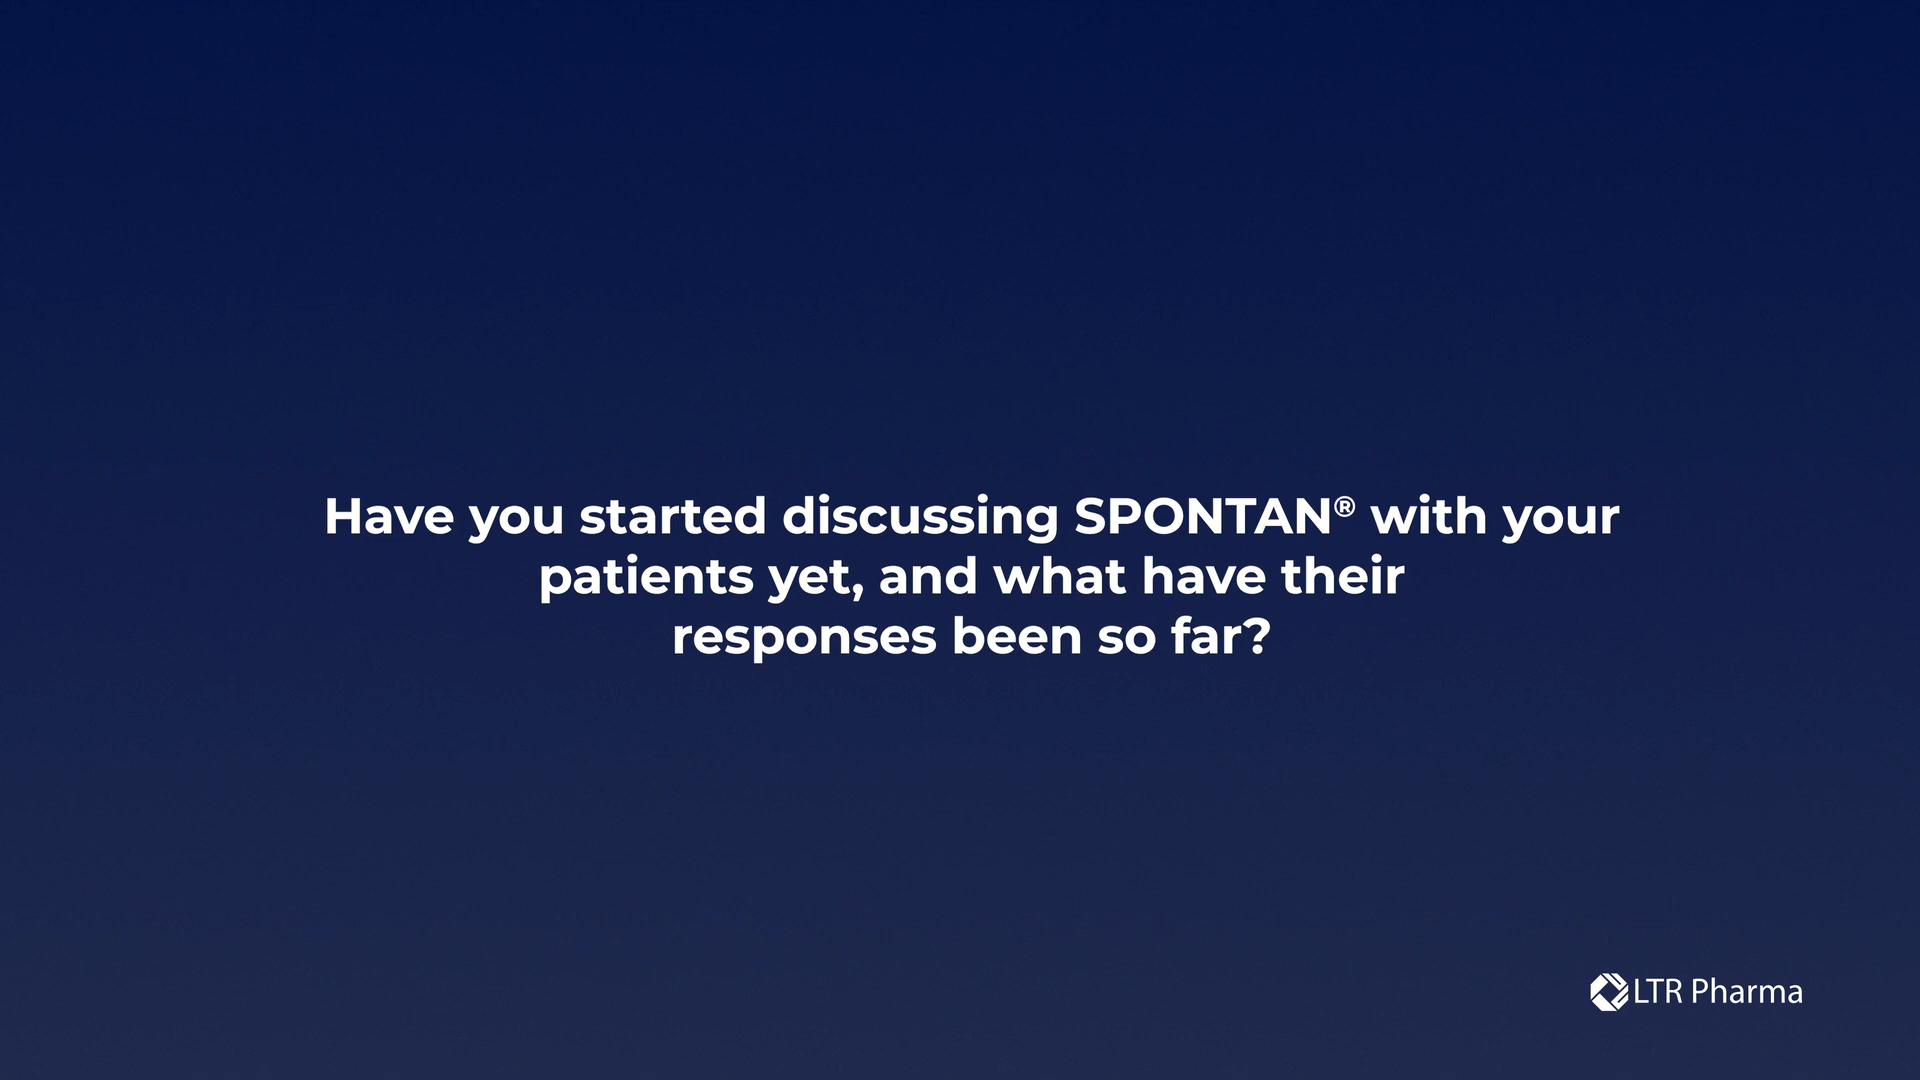 Have you started discussing SPONTAN® with your
patients yet, and what have their
responses been so far?
LTR Pharma